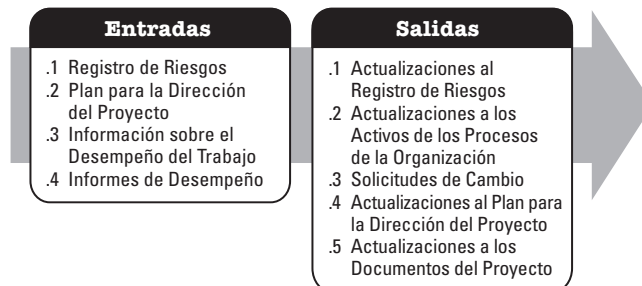 Entradas
.1 Registro de Riesgos
.2 Plan para la Dirección
del Proyecto
.3 Información sobre el
Desempeño del Trabajo
.4 Informes de Desempeño
Salidas
.1 Actualizaciones al
Registro de Riesgos
.2 Actualizaciones a los
Activos de los Procesos
de la Organización
.3 Solicitudes de Cambio
.4 Actualizaciones al Plan para
la Dirección del Proyecto
.5 Actualizaciones a los
Documentos del Proyecto